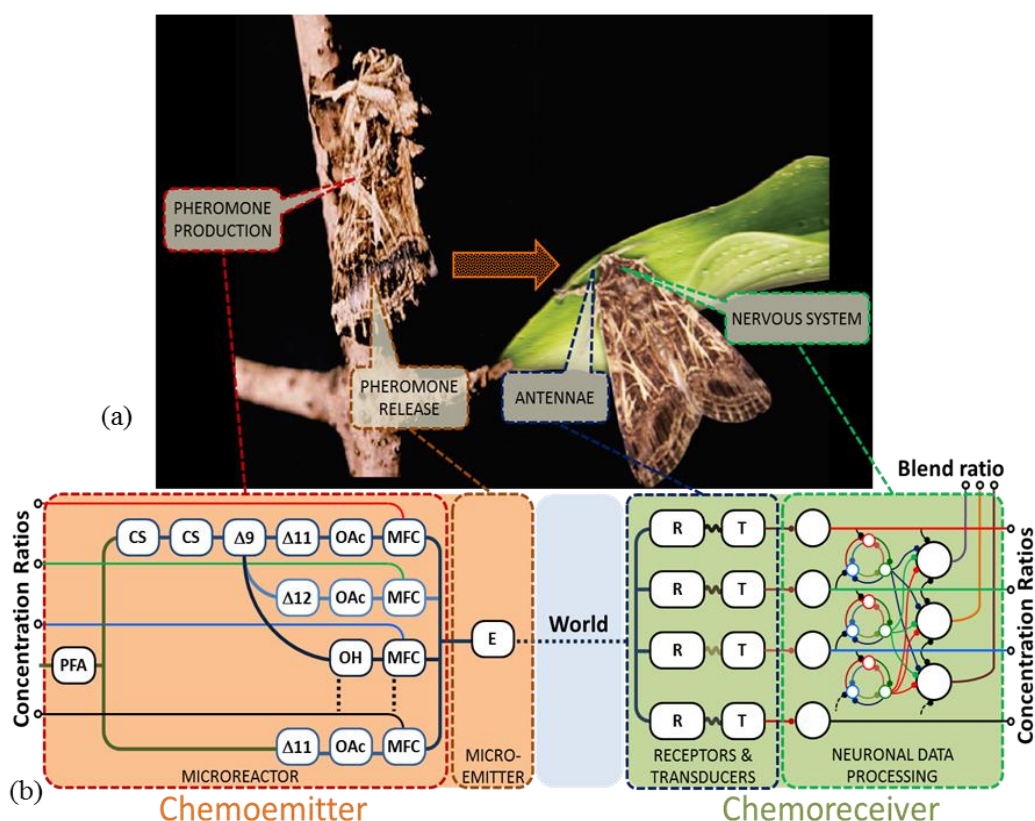 PHEROMONE
PRODUCTION
NERVOUS SYSTEM
PHEROMONE
RELEASE
ANTENNAE
(a)
Blend ratio
Concentration Ratios
CS CS Δ9 Δ11 OAc MFC
Δ12 OAc MFC
OH MFC
PFA
Δ11 OAc MFC
E
World
R T
R T
R T
R T
Concentration Ratios
MICROREACTOR
MICRO-
EMITTER
RECEPTORS &
TRANSDUCERS
NEURONAL DATA
PROCESSING
(b)
Chemoemitter
Chemoreceiver